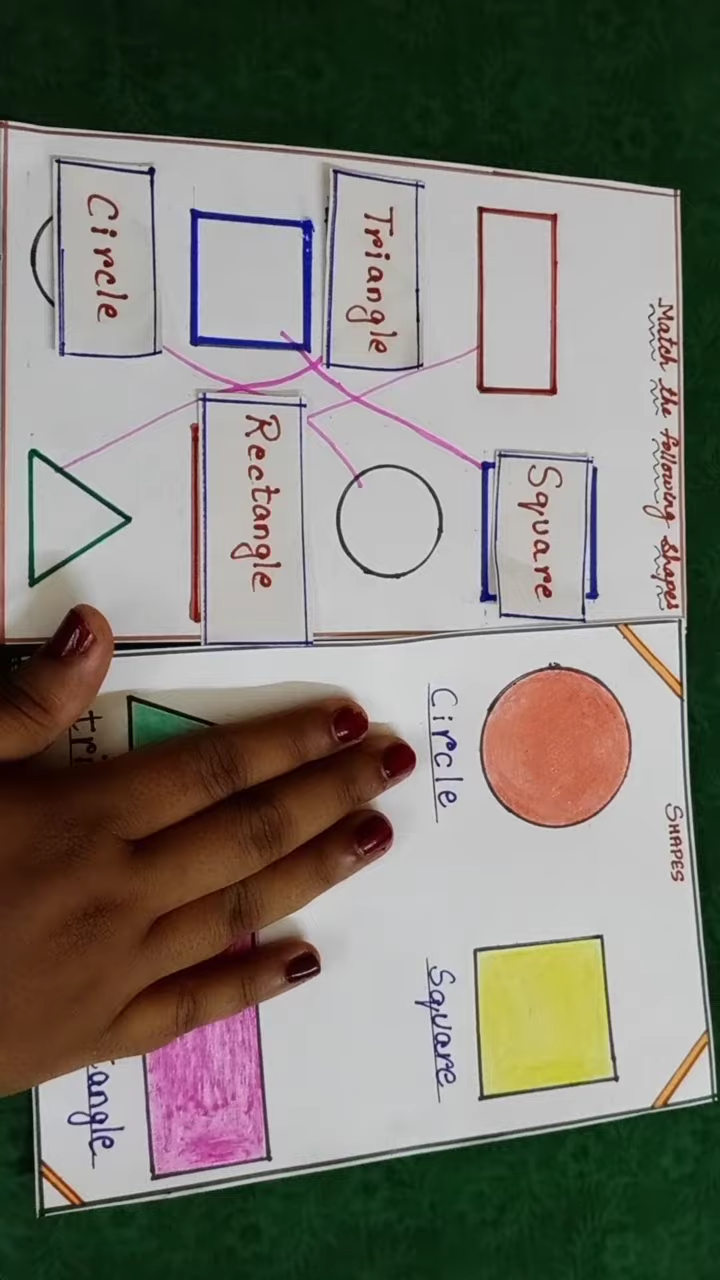 Match the following Shapes
Square
Triangle
Rectangle
Circle
SHAPES
Circle
Square